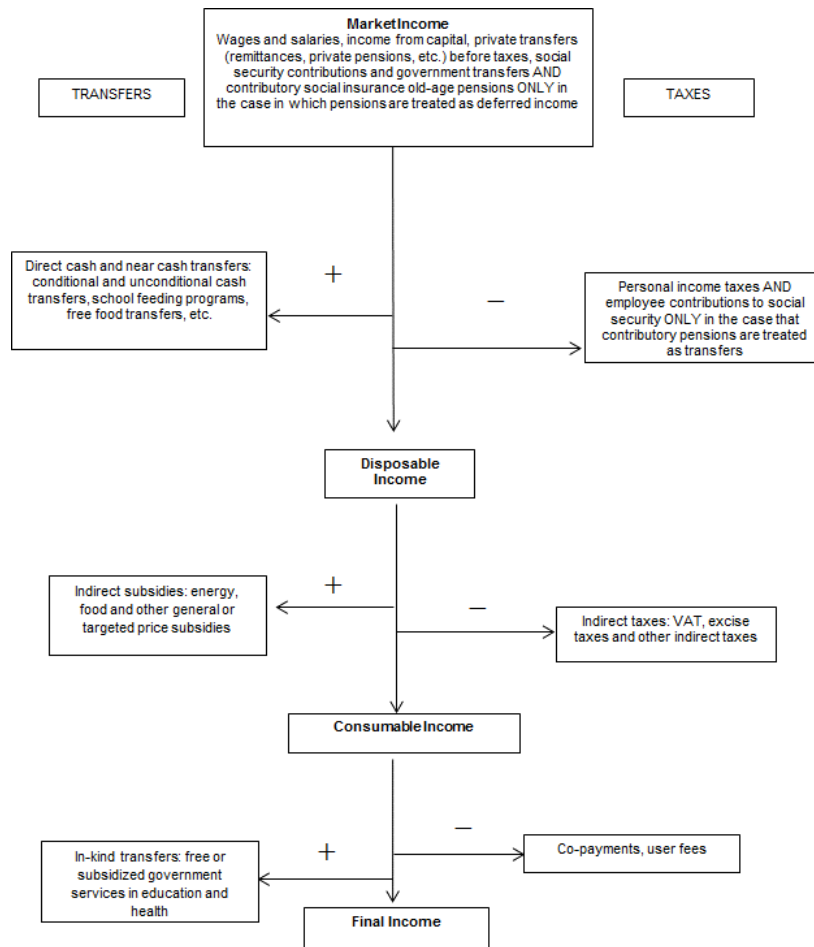 Market Income
Wages and salaries, income from capital, private transfers
(remittances, private pensions, etc.) before taxes, social
security contributions and government transfers AND
contributory social insurance old-age pensions ONLY in
the case in which pensions are treated as deferred income
TRANSFERS
TAXES
+
Direct cash and near cash transfers:
conditional and unconditional cash
transfers, school feeding programs,
free food transfers, etc.
−
Personal income taxes AND
employee contributions to social
security ONLY in the case that
contributory pensions are treated
as transfers
Disposable
Income
+
Indirect subsidies: energy,
food and other general or
targeted price subsidies
−
Indirect taxes: VAT, excise
taxes and other indirect taxes
Consumable Income
−
Co-payments, user fees
+
In-kind transfers: free or
subsidized government
services in education and
health
Final Income